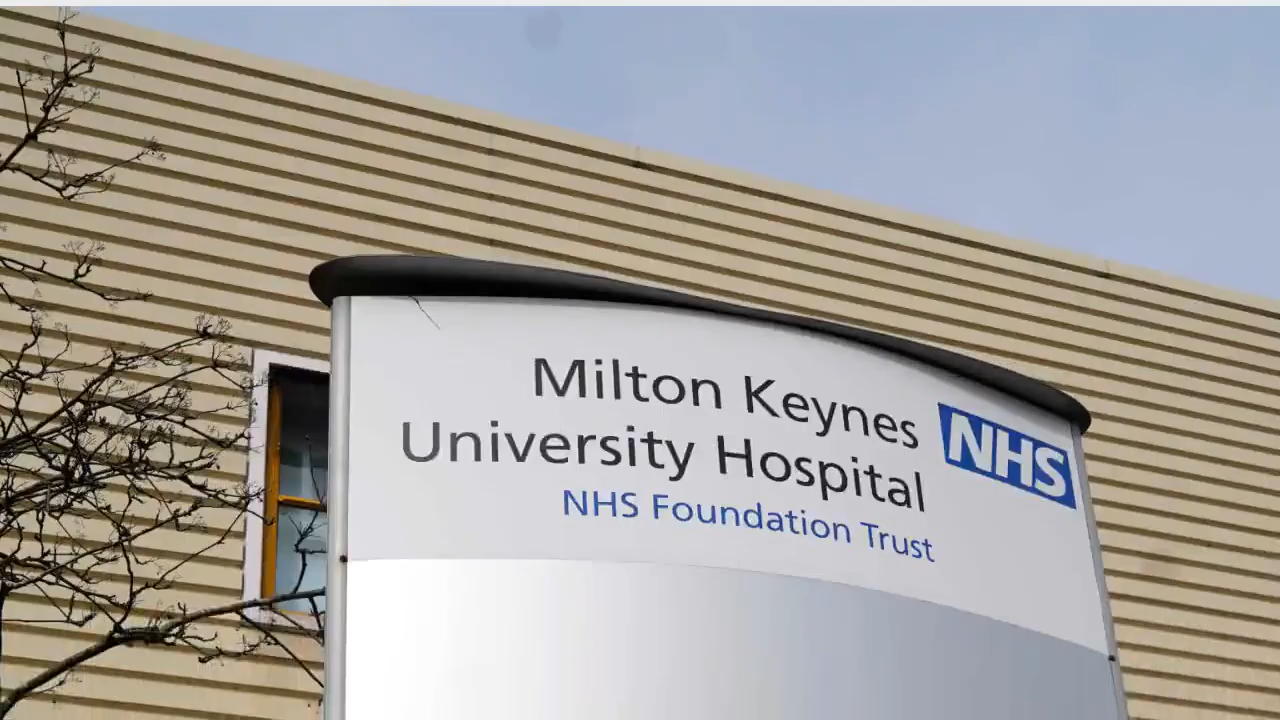 Milton Keynes
University Hospital
NHS
NHS Foundation Trust